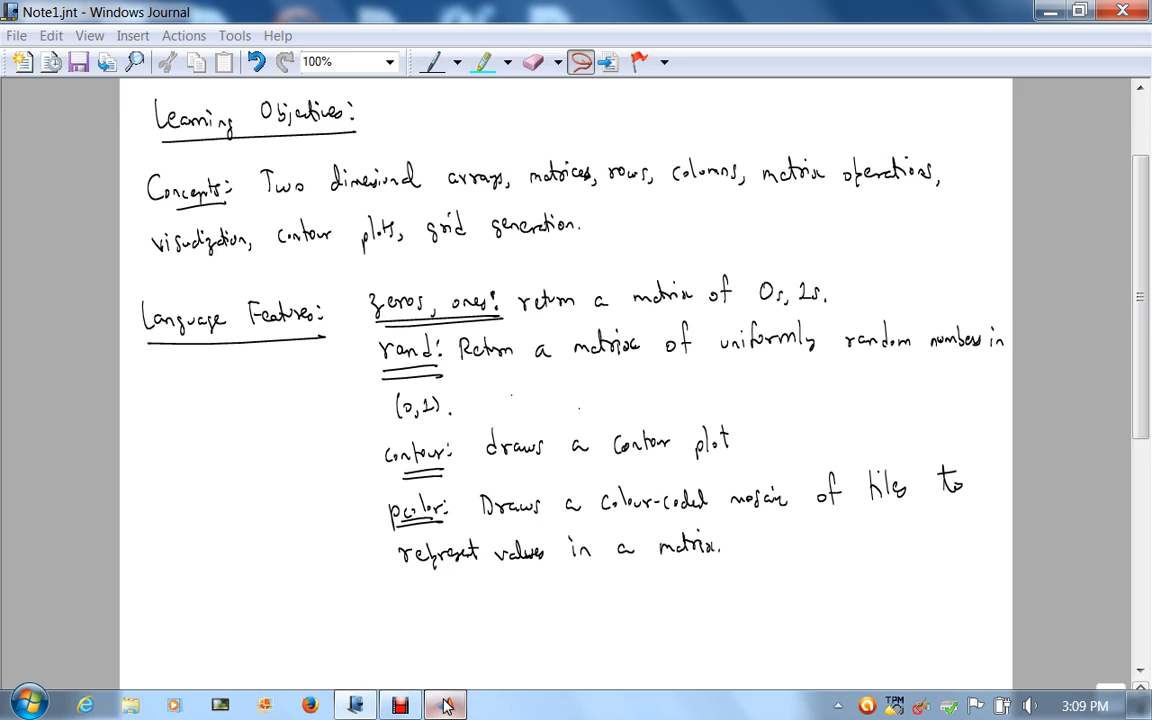 Note1.jnt - Windows Journal
File Edit View Insert Actions Tools Help
100%
Learning Objectives:
Concepts: Two dimesional arrays, matrices, rows, columns, matrix operations,
visualization, contour plots, grid generation.
Language Features: zeros, ones: return a matrix of 0s, 1s.
rand: Return a matrix of uniformly random numbers in
(0,1).
contour: draws a contour plot
pcolor: Draws a colour-coded mosaic of tiles to
represent values in a matrix.
3:09 PM